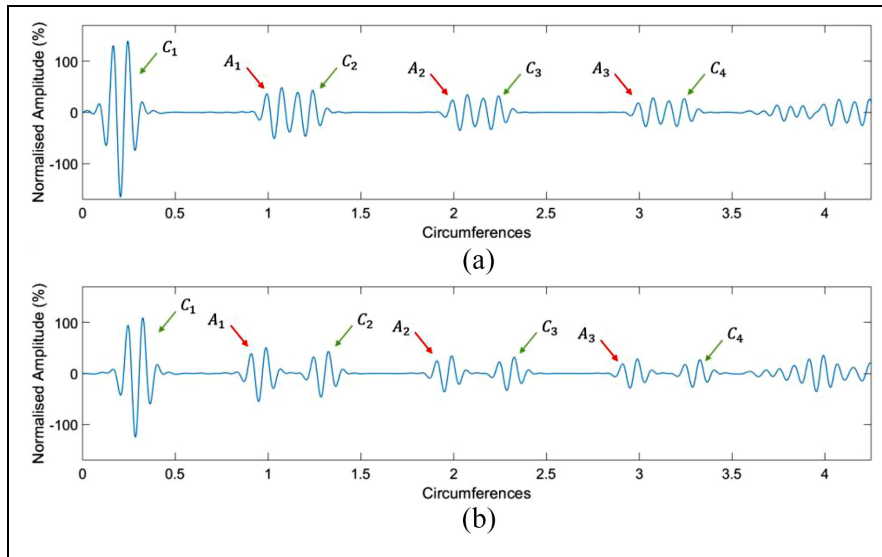 100
0
-100
Normalised Amplitude (%)
C₁
A₁
C₂
A₂
C₃
A₃
C₄
0 0.5 1 1.5 2 2.5 3 3.5 4
Circumferences
(a)
100
0
-100
Normalised Amplitude (%)
C₁
A₁
C₂
A₂
C₃
A₃
C₄
0 0.5 1 1.5 2 2.5 3 3.5 4
Circumferences
(b)